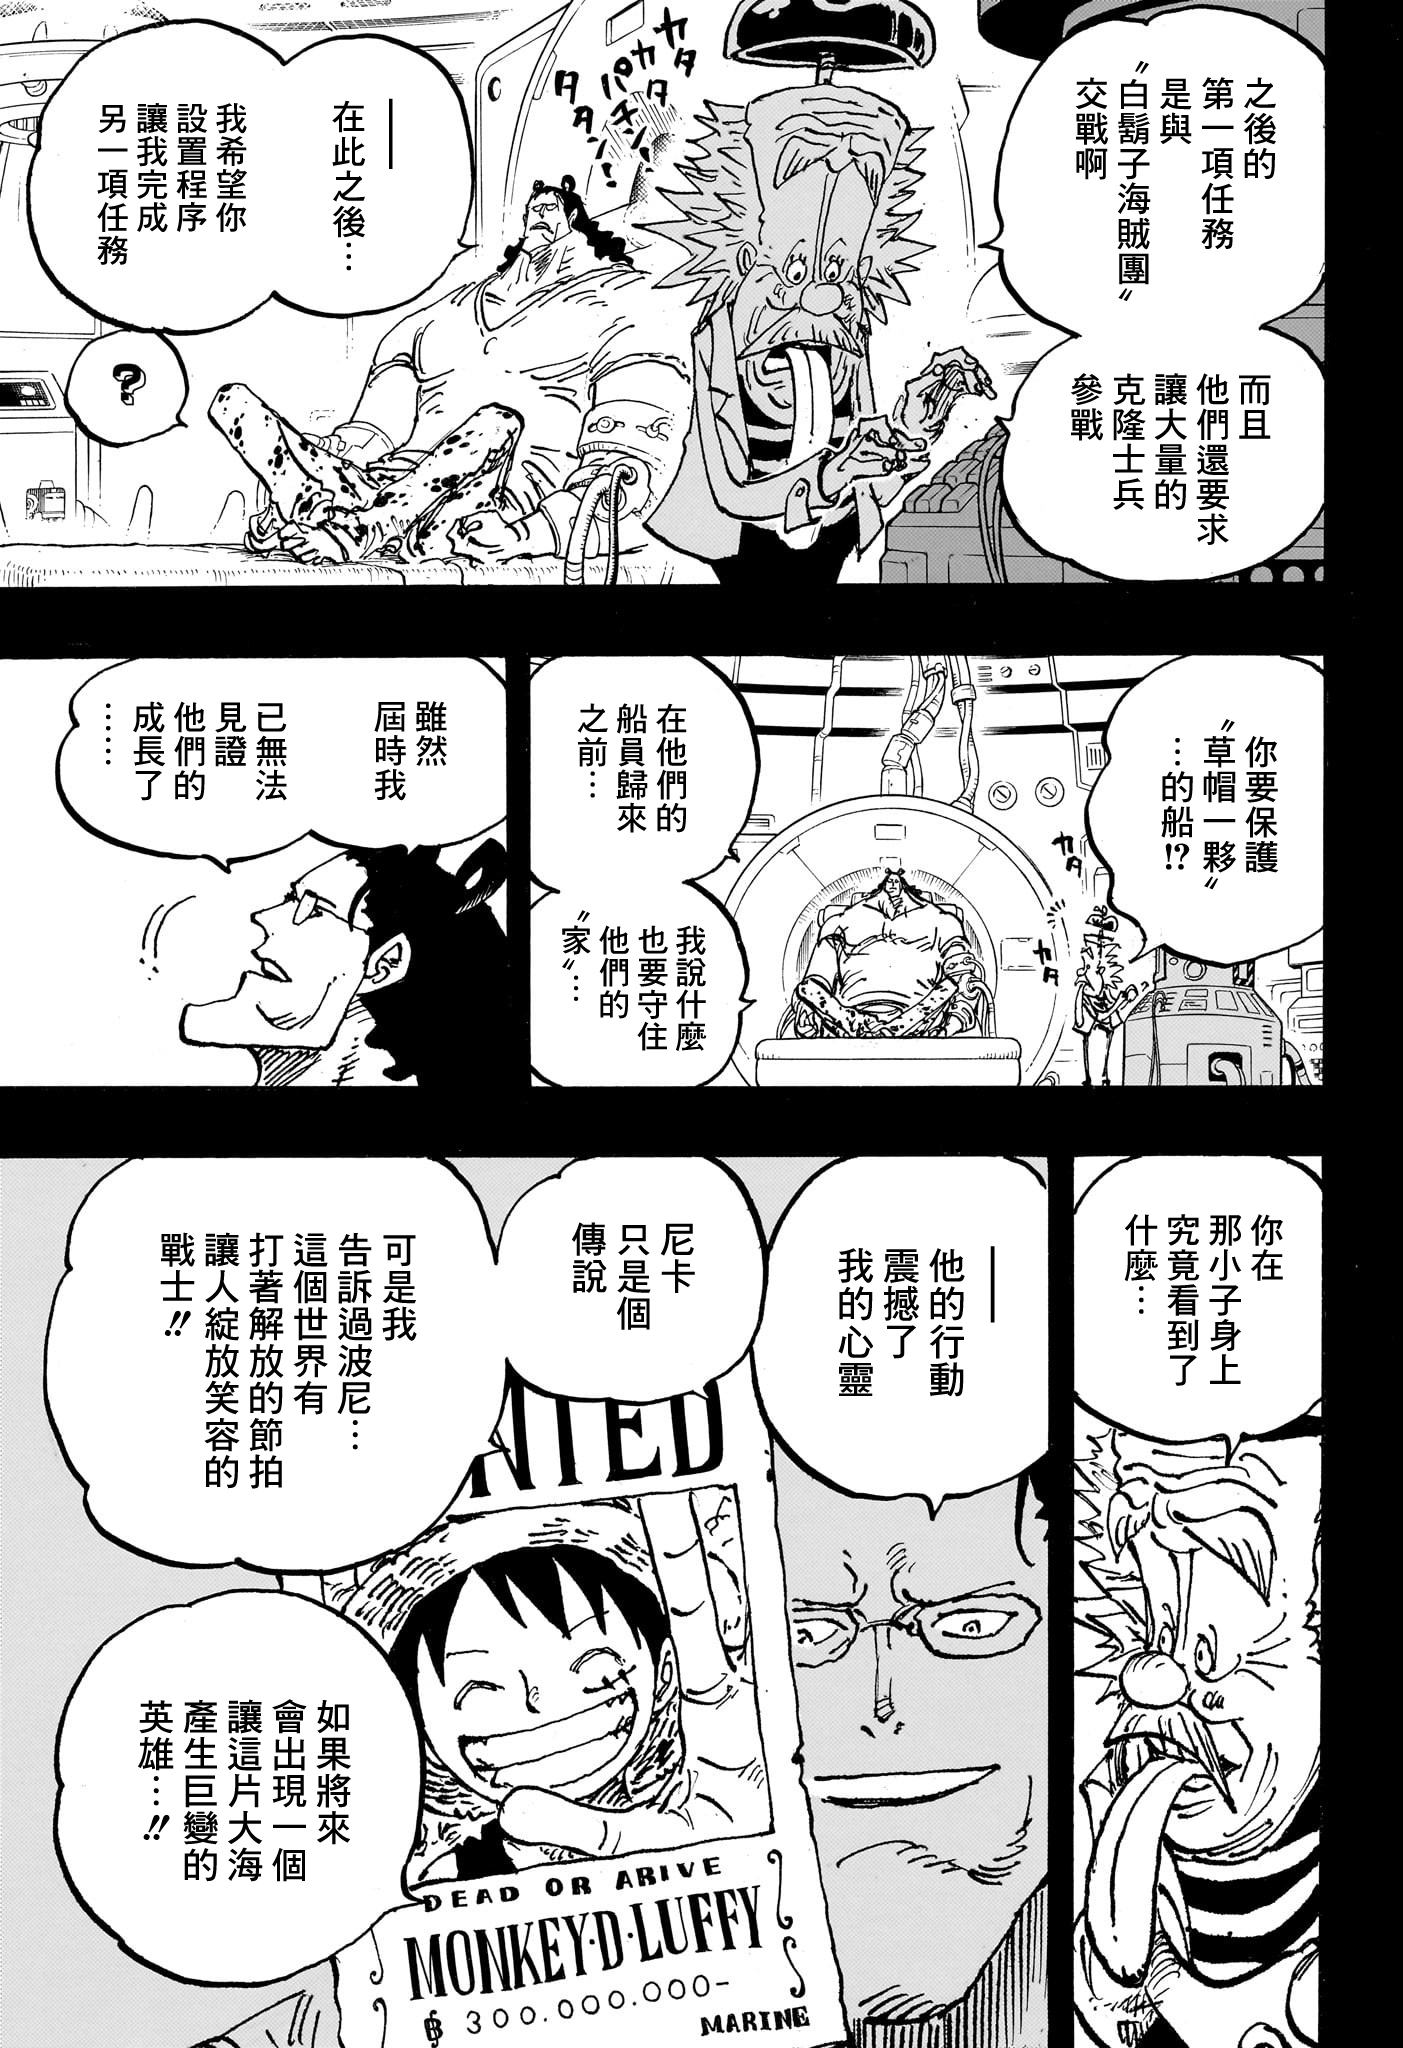 之後的
第一項任務
是與
〝白鬍子海賊團〞
交戰啊
而且
他們還要求
讓大量的
克隆士兵
參戰
カタ
カタ
パチン!
タン!
タタ
在此之後…
我希望你
設置程序
讓我完成
另一項任務
?
你要保護
〝草帽一夥〞
…的船!?
カタ
カタ
在他們的
船員歸來
之前…
我說什麼
也要守住
他們的
〝家〞…
雖然
屆時我
已無法
見證
他們的
成長了
……
你在
那小子身上
究竟看到了
什麼…
他的行動
震撼了
我的心靈
尼卡
只是個
傳說
可是我
告訴過波尼…
這個世界有
打著解放的節拍
讓人綻放笑容的
戰士!!
如果將來
會出現一個
讓這片大海
產生巨變的
英雄…!!
NTED
DEAD OR ARIVE
MONKEY·D·LUFFY
฿ 300.000.000-
MARINE